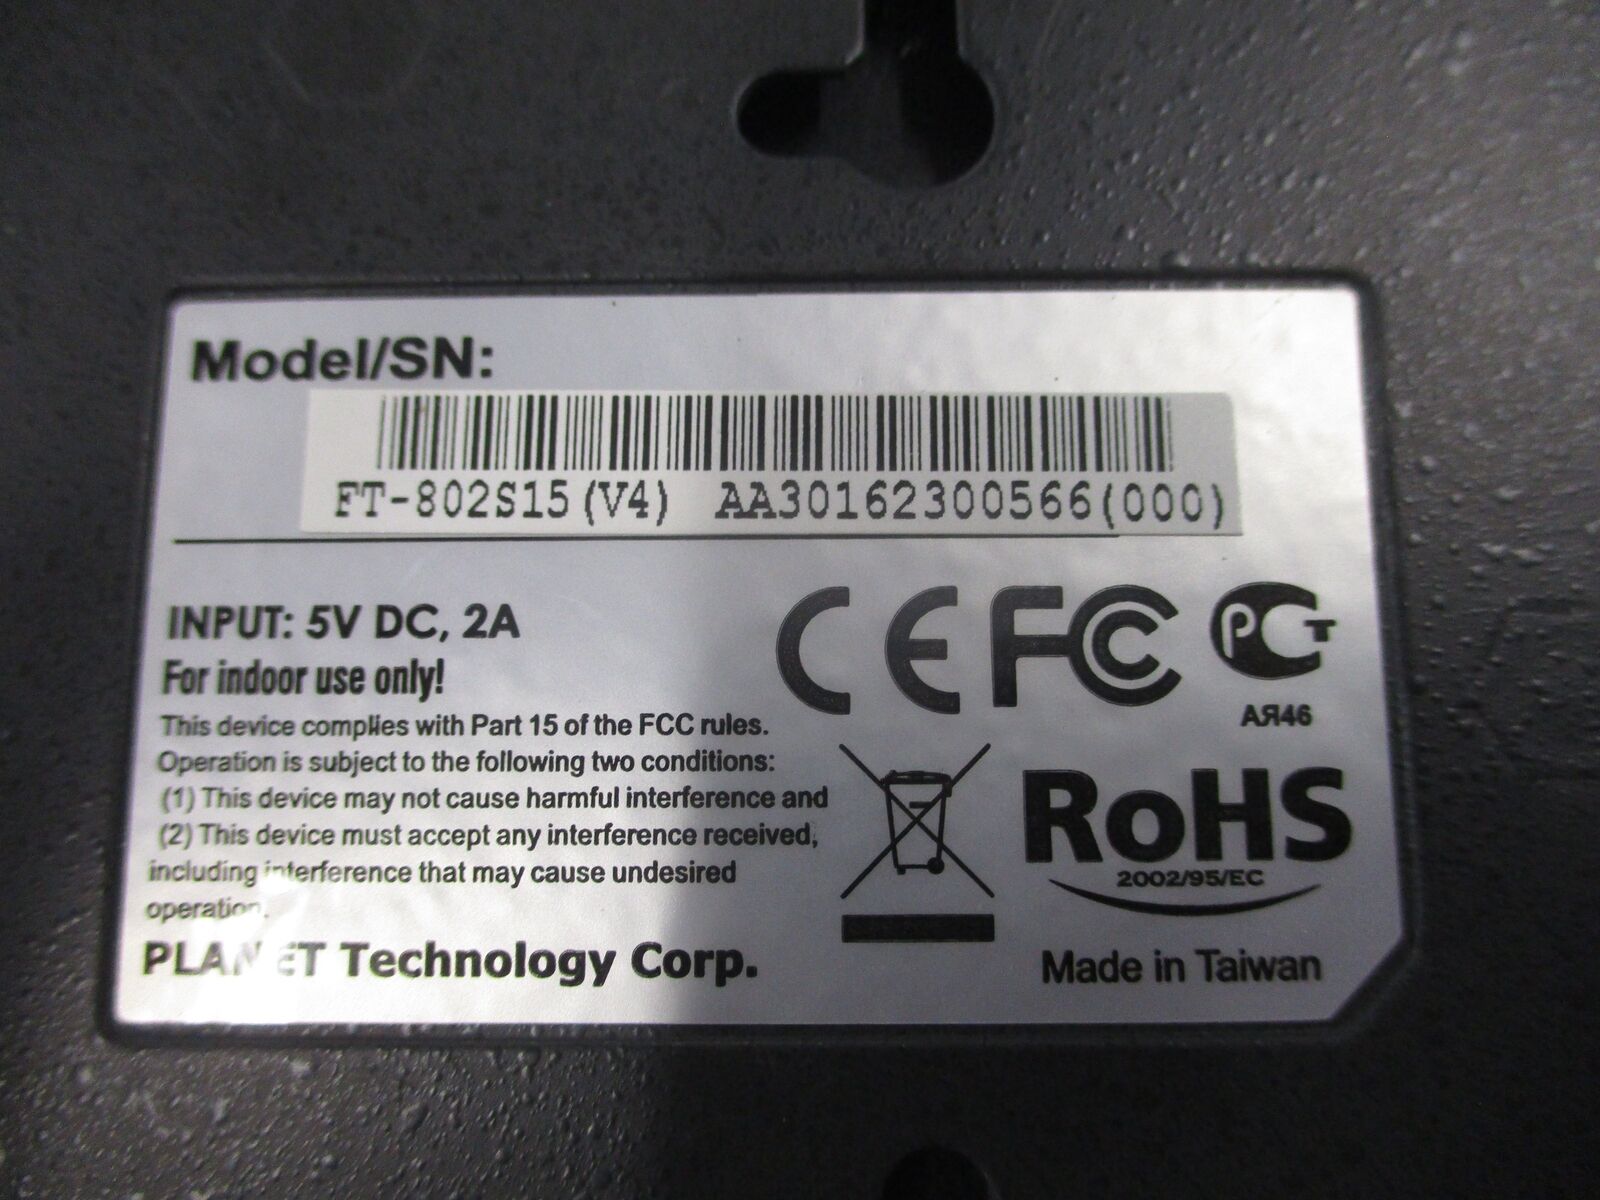 Model/SN:
FT-802S15(V4) AA30162300566(000)
INPUT: 5V DC, 2A
For indoor use only!
This device complies with Part 15 of the FCC rules.
Operation is subject to the following two conditions:
(1) This device may not cause harmful interference and
(2) This device must accept any interference received,
including interference that may cause undesired
operation.
PLANET Technology Corp.
CE FC PCT
АЯ46
RoHS
2002/95/EC
Made in Taiwan